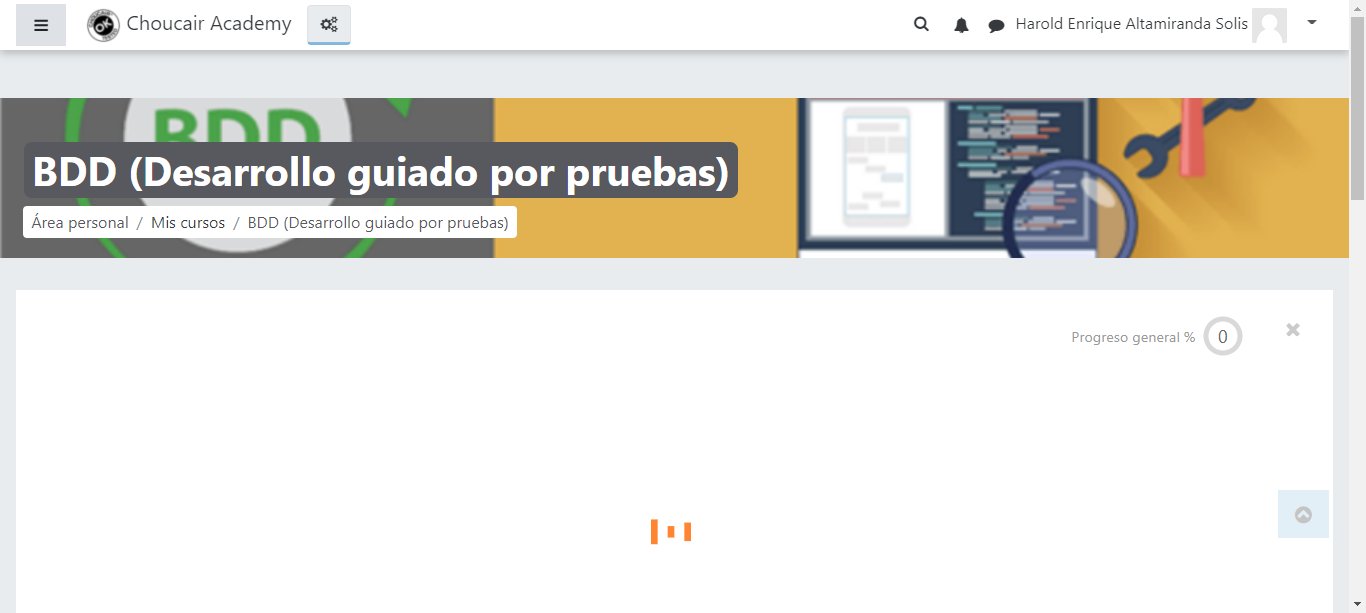 Choucair Academy
Harold Enrique Altamiranda Solis
BDD
BDD (Desarrollo guiado por pruebas)
Área personal / Mis cursos / BDD (Desarrollo guiado por pruebas)
Progreso general % 0